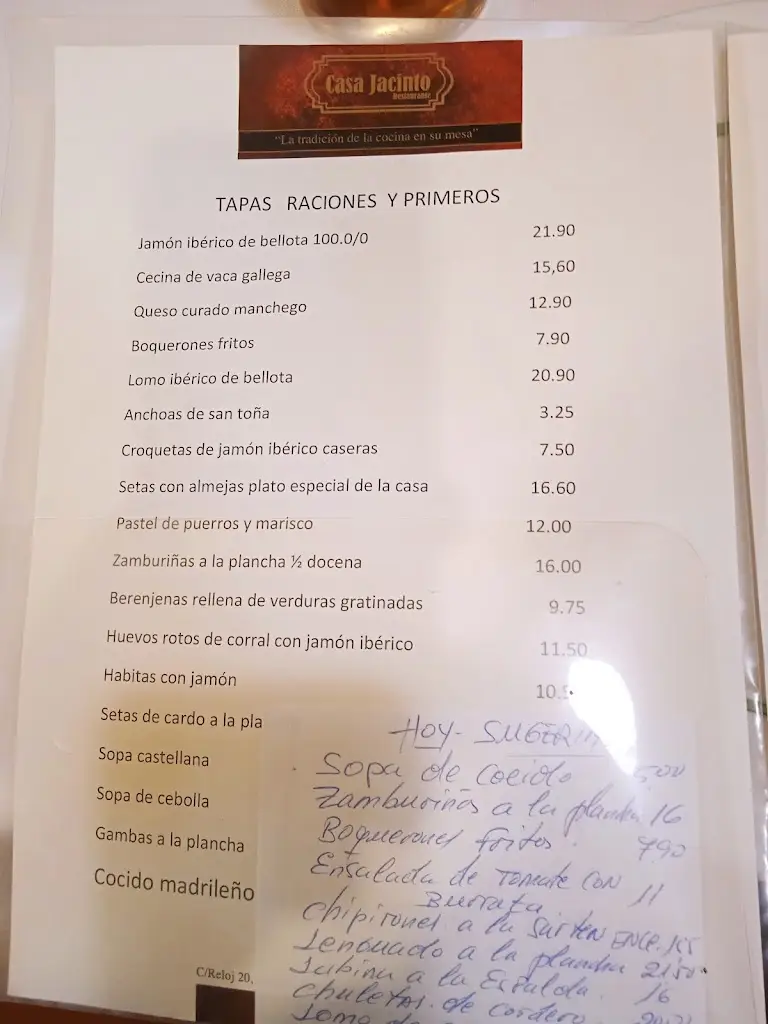 Casa Jacinto
Restaurante
"La tradición de la cocina en su mesa"
TAPAS RACIONES Y PRIMEROS
Jamón ibérico de bellota 100.0/0 21.90
Cecina de vaca gallega 15,60
Queso curado manchego 12.90
Boquerones fritos 7.90
Lomo ibérico de bellota 20.90
Anchoas de san toña 3.25
Croquetas de jamón ibérico caseras 7.50
Setas con almejas plato especial de la casa 16.60
Pastel de puerros y marisco 12.00
Zamburiñas a la plancha ½ docena 16.00
Berenjenas rellena de verduras gratinadas 9.75
Huevos rotos de corral con jamón ibérico 11.50
Habitas con jamón
Setas de cardo a la pla
Sopa castellana
Sopa de cebolla
Gambas a la plancha
Cocido madrileño
C/Reloj 20,
HOY-
Sopa de cocido
Zamburiñas a la plancha 16
Boquerones fritos. 790
Ensalada de Tomate CON 11
Burrata
chipirones a la SARTEN
Lenguado a la plancha
a la Espalda. 16
chuletas de cordero
Lomo de